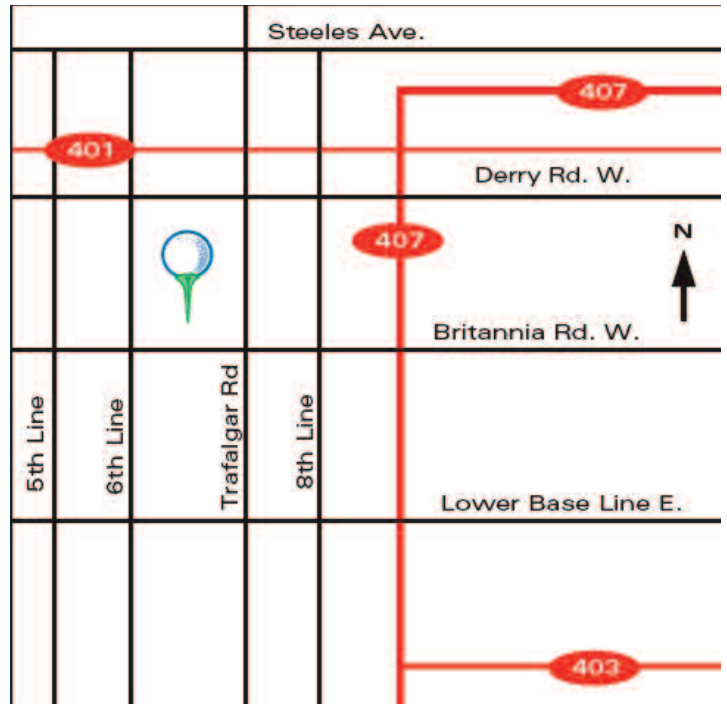 Steeles Ave.
407
401
Derry Rd. W.
407
N
Britannia Rd. W.
5th Line
6th Line
Trafalgar Rd
8th Line
Lower Base Line E.
403